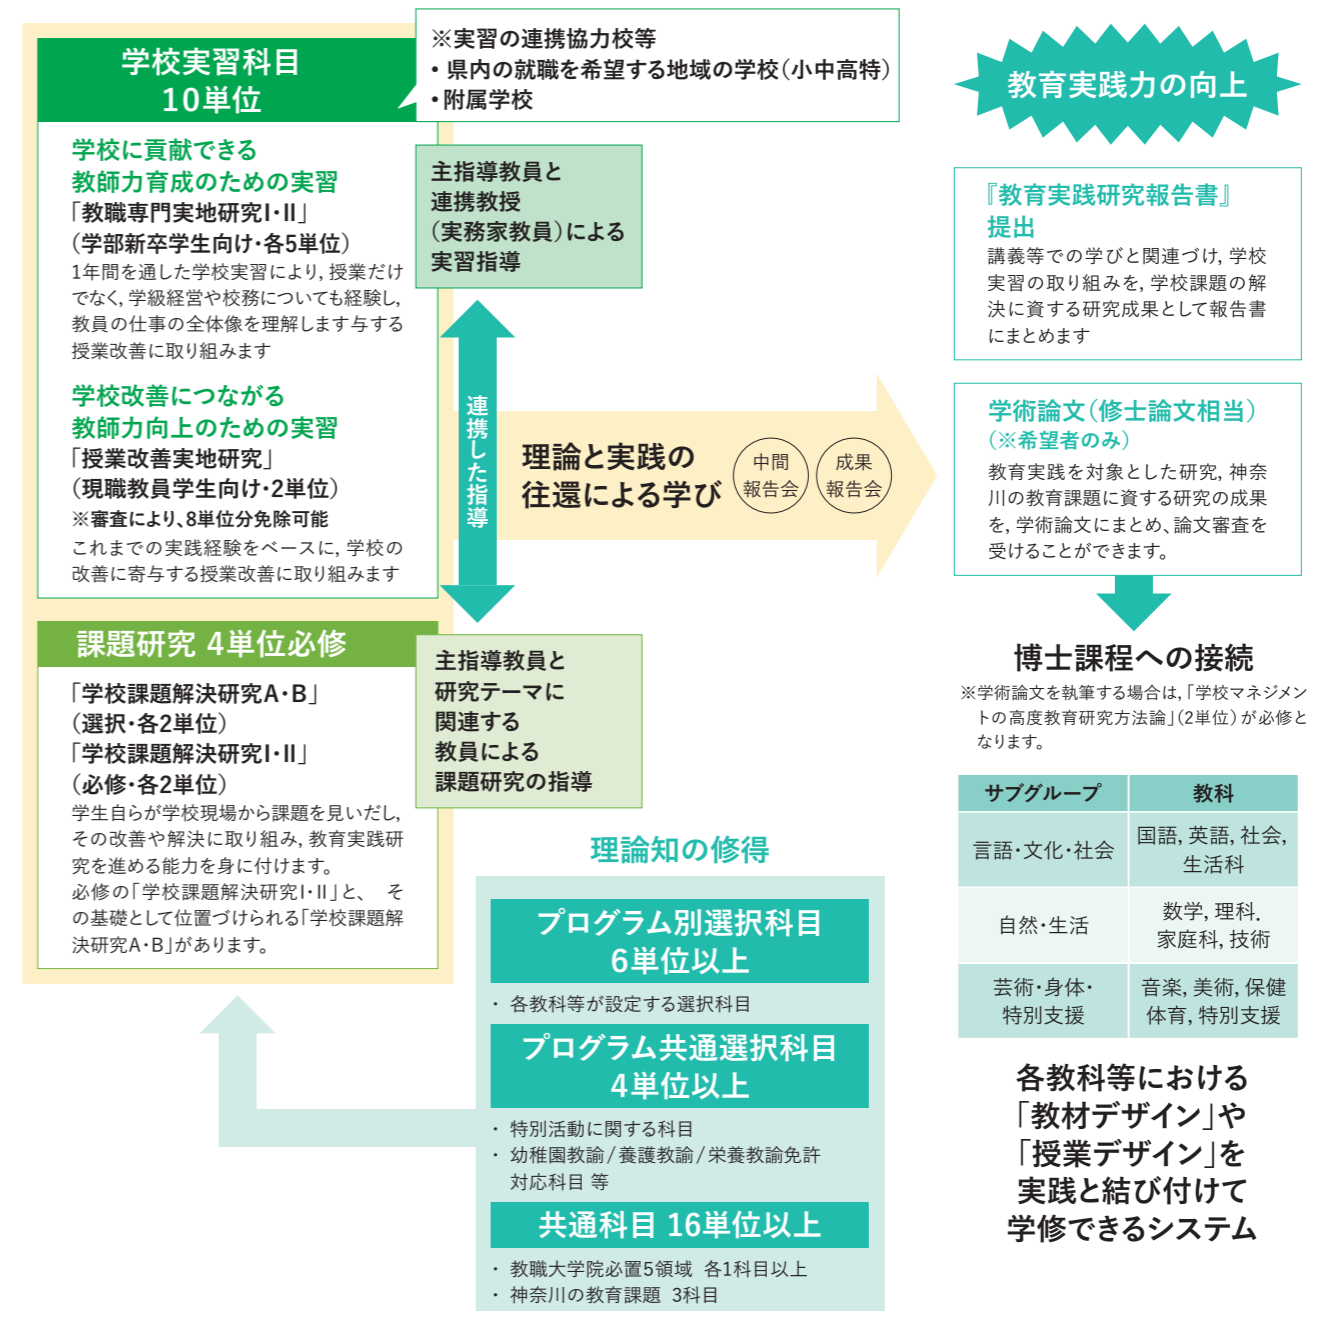 学校実習科目
10単位
※実習の連携協力校等
・県内の就職を希望する地域の学校（小中高特）
・附属学校
学校に貢献できる
教師力育成のための実習
「教職専門実地研究Ⅰ・Ⅱ」
（学部新卒学生向け・各5単位）
1年間を通した学校実習により，授業だけ
でなく，学級経営や校務についても経験し，
教員の仕事の全体像を理解します与する
授業改善に取り組みます
学校改善につながる
教師力向上のための実習
「授業改善実地研究」
（現職教員学生向け・2単位）
※審査により、8単位分免除可能
これまでの実践経験をベースに，学校の
改善に寄与する授業改善に取り組みます
主指導教員と
連携教授
（実務家教員）による
実習指導
連携した指導
理論と実践の
往還による学び
中間
報告会
成果
報告会
課題研究 4単位必修
「学校課題解決研究A・B」
（選択・各2単位）
「学校課題解決研究Ⅰ・Ⅱ」
（必修・各2単位）
学生自らが学校現場から課題を見いだし，
その改善や解決に取り組み，教育実践研
究を進める能力を身に付けます。
必修の「学校課題解決研究Ⅰ・Ⅱ」と、 そ
の基礎として位置づけられる「学校課題解
決研究A・B」があります。
主指導教員と
研究テーマに
関連する
教員による
課題研究の指導
理論知の修得
プログラム別選択科目
6単位以上
・ 各教科等が設定する選択科目
プログラム共通選択科目
4単位以上
・ 特別活動に関する科目
・ 幼稚園教諭/養護教諭/栄養教諭免許
対応科目 等
共通科目 16単位以上
・ 教職大学院必置5領域 各1科目以上
・ 神奈川の教育課題 3科目
教育実践力の向上
『教育実践研究報告書』
提出
講義等での学びと関連づけ，学校
実習の取り組みを，学校課題の解
決に資する研究成果として報告書
にまとめます
学術論文（修士論文相当）
（※希望者のみ）
教育実践を対象とした研究，神奈
川の教育課題に資する研究の成果
を，学術論文にまとめ、論文審査を
受けることができます。
博士課程への接続
※学術論文を執筆する場合は，「学校マネジメン
トの高度教育研究方法論」（2単位）が必修と
なります。
サブグループ 教科
言語・文化・社会 国語，英語，社会，
生活科
自然・生活 数学，理科．
家庭科，技術
芸術・身体・ 音楽，美術，保健
特別支援 体育，特別支援
各教科等における
「教材デザイン」や
「授業デザイン」を
実践と結び付けて
学修できるシステム